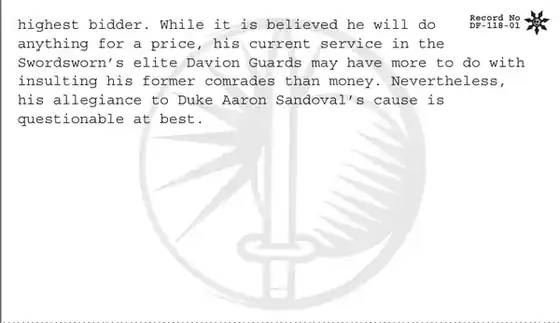 highest bidder. While it is believed he will do
anything for a price, his current service in the
Swordsworn’s elite Davion Guards may have more to do with
insulting his former comrades than money. Nevertheless,
his allegiance to Duke Aaron Sandoval’s cause is
questionable at best.
Record No
DF-118-01